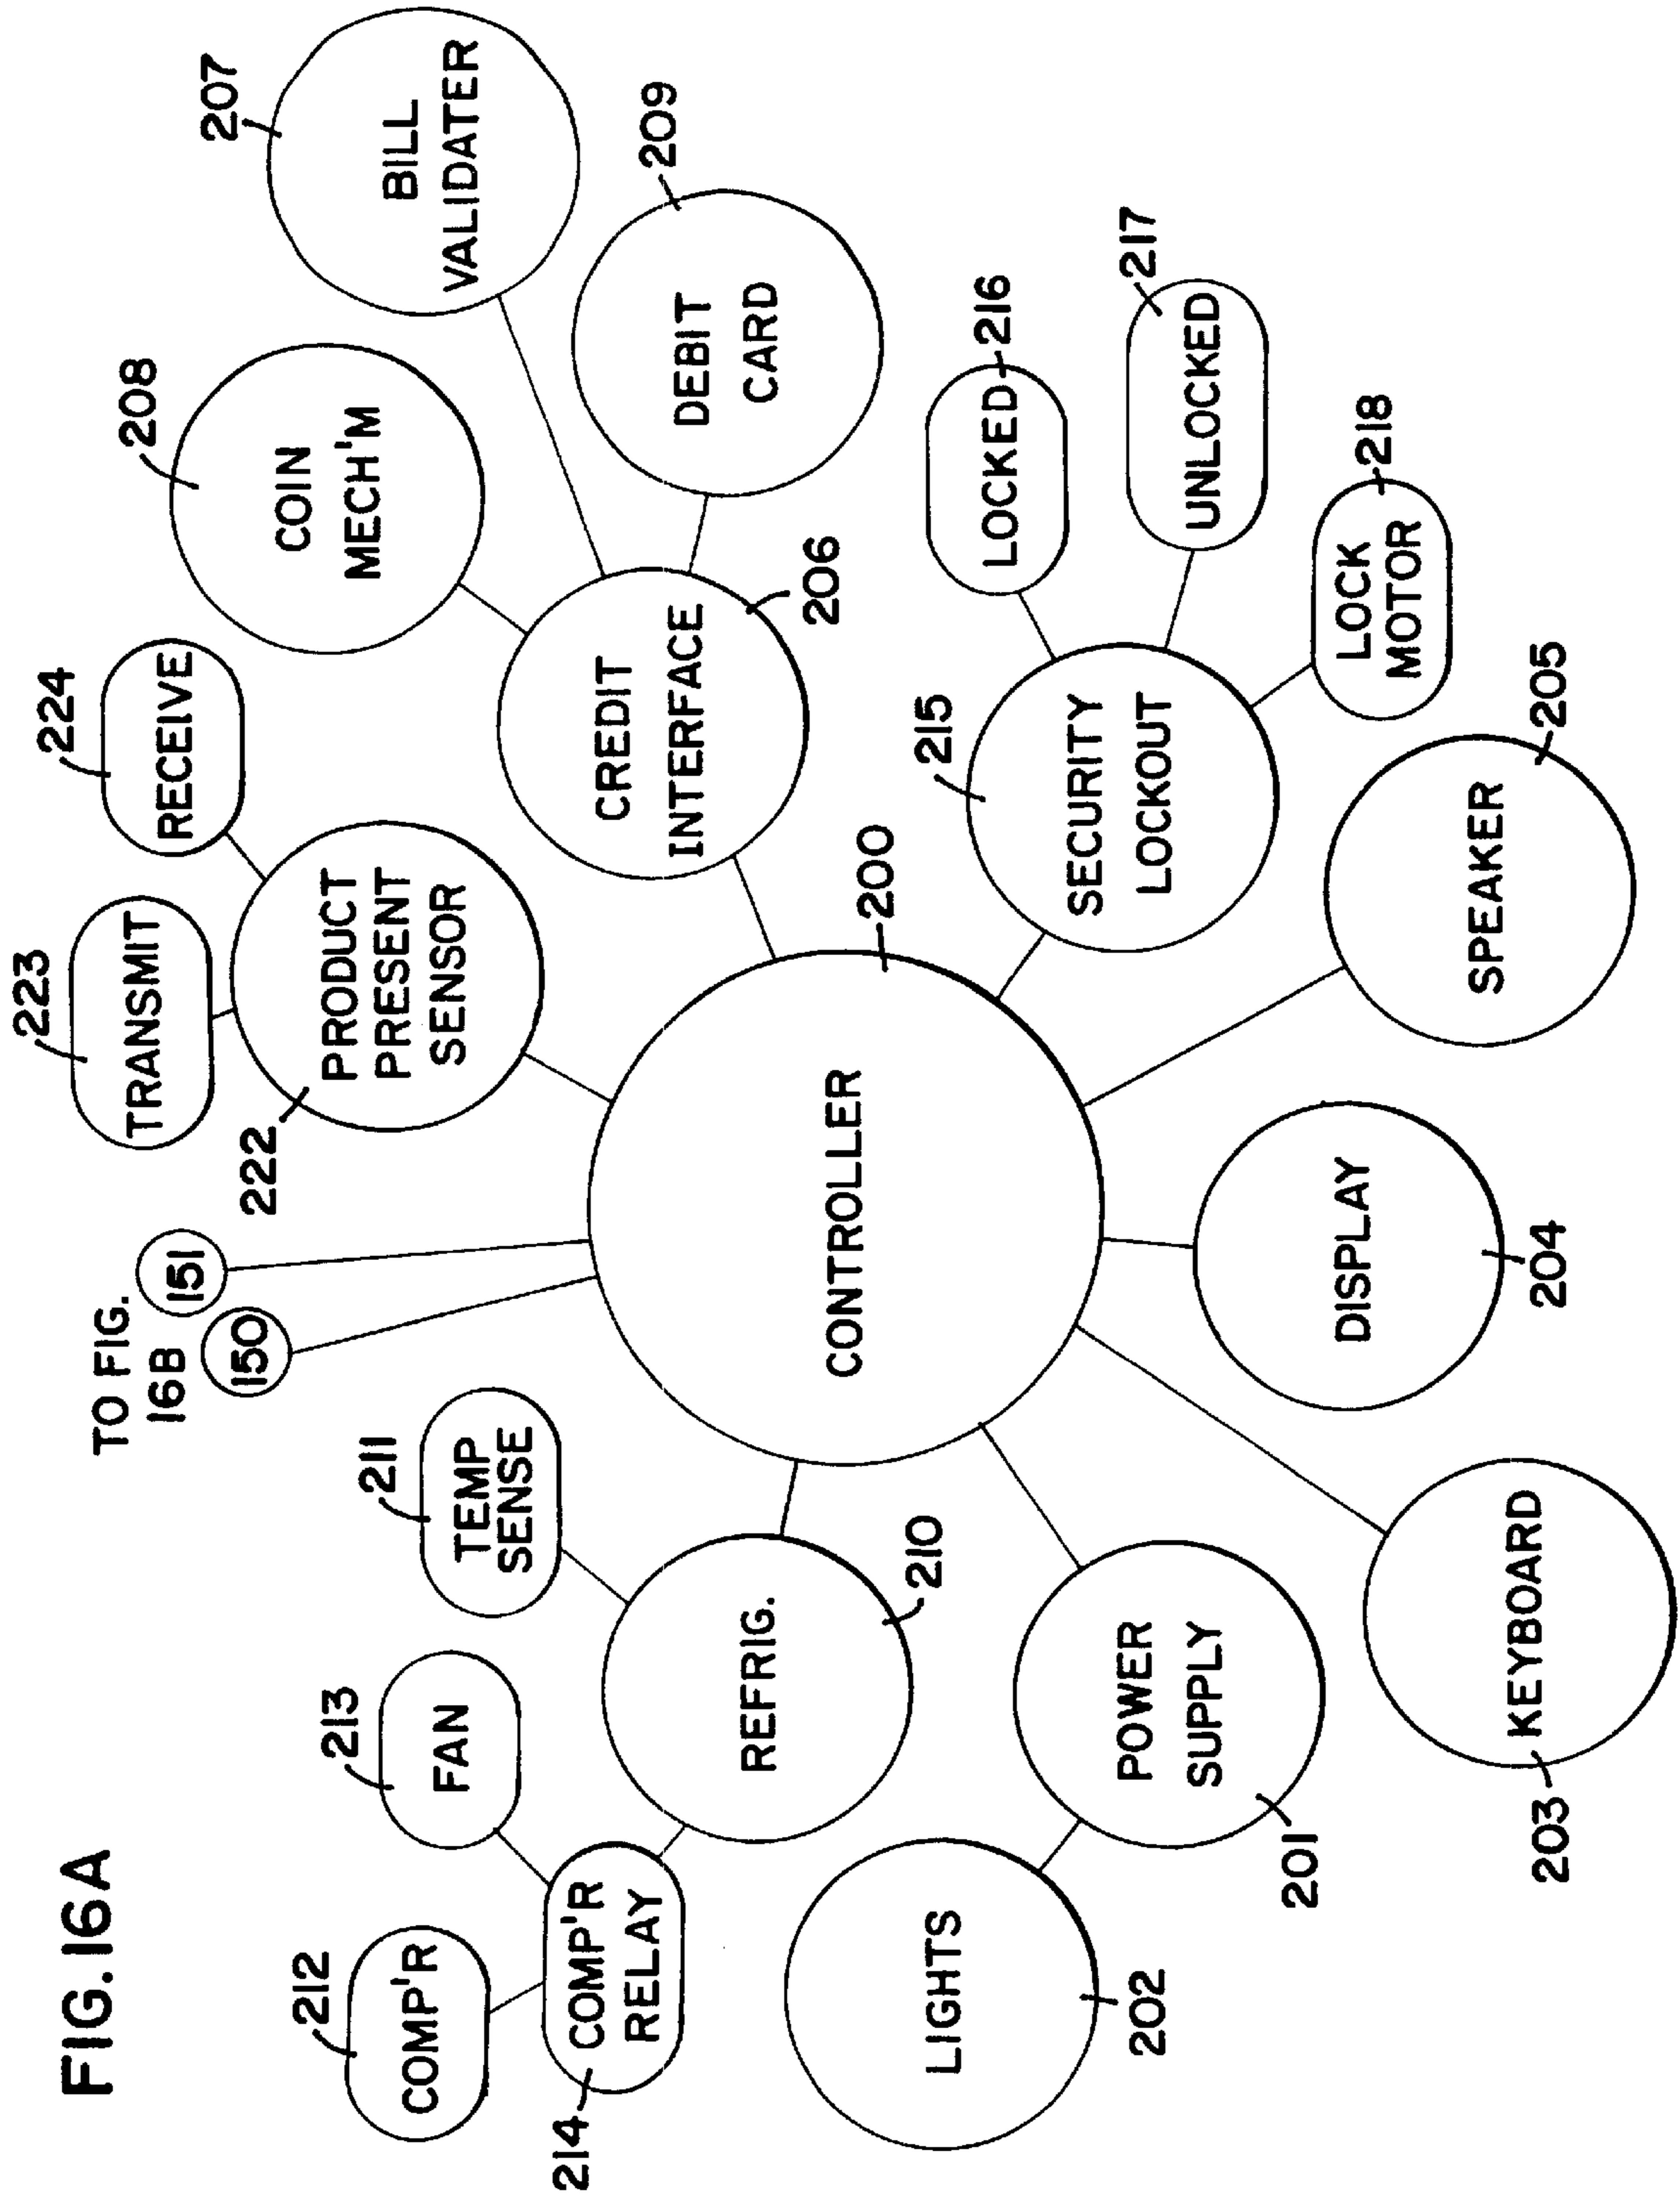 FIG. 16A
TO FIG.
16B
150
151
223
TRANSMIT
224
RECEIVE
222
PRODUCT
PRESENT
SENSOR
208
COIN
MECH'M
207
BILL
VALIDATER
209
DEBIT
CARD
CREDIT
INTERFACE
206
212
COMP'R
213
FAN
211
TEMP
SENSE
214
COMP'R
RELAY
REFRIG.
210
CONTROLLER
200
215
SECURITY
LOCKOUT
LOCKED
216
UNLOCKED
217
LOCK
MOTOR
218
LIGHTS
202
POWER
SUPPLY
201
KEYBOARD
203
DISPLAY
204
SPEAKER
205